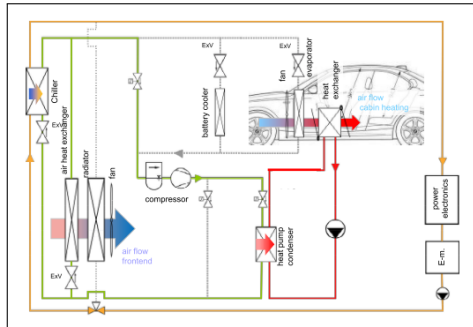 Chiller
ExV
air heat exchanger
radiator
fan
ExV
air flow
frontend
ExV
battery cooler
ExV
fan
evaporator
heat
exchanger
air flow
cabin heating
compressor
heat pump
condenser
power
electronics
E-m.